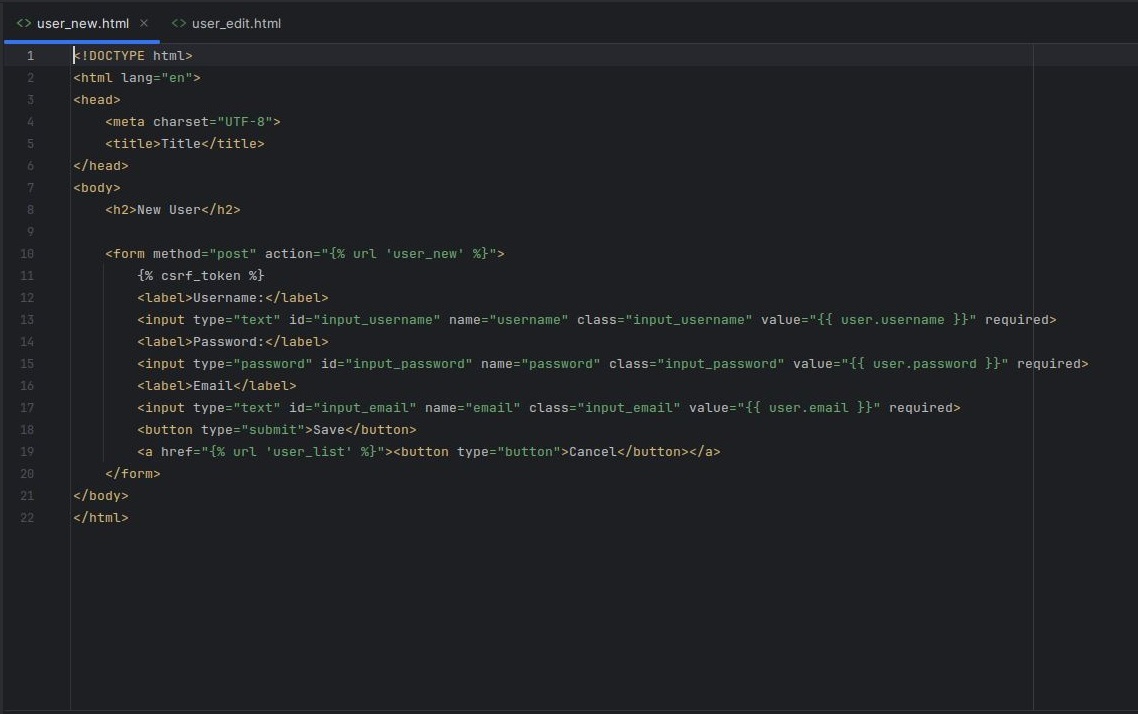 <> user_new.html × <> user_edit.html
1 <!DOCTYPE html>
2 <html lang="en">
3 <head>
4     <meta charset="UTF-8">
5     <title>Title</title>
6 </head>
7 <body>
8     <h2>New User</h2>
9
10     <form method="post" action="{% url 'user_new' %}">
11         {% csrf_token %}
12         <label>Username:</label>
13         <input type="text" id="input_username" name="username" class="input_username" value="{{ user.username }}" required>
14         <label>Password:</label>
15         <input type="password" id="input_password" name="password" class="input_password" value="{{ user.password }}" required>
16         <label>Email</label>
17         <input type="text" id="input_email" name="email" class="input_email" value="{{ user.email }}" required>
18         <button type="submit">Save</button>
19         <a href="{% url 'user_list' %}"><button type="button">Cancel</button></a>
20     </form>
21 </body>
22 </html>